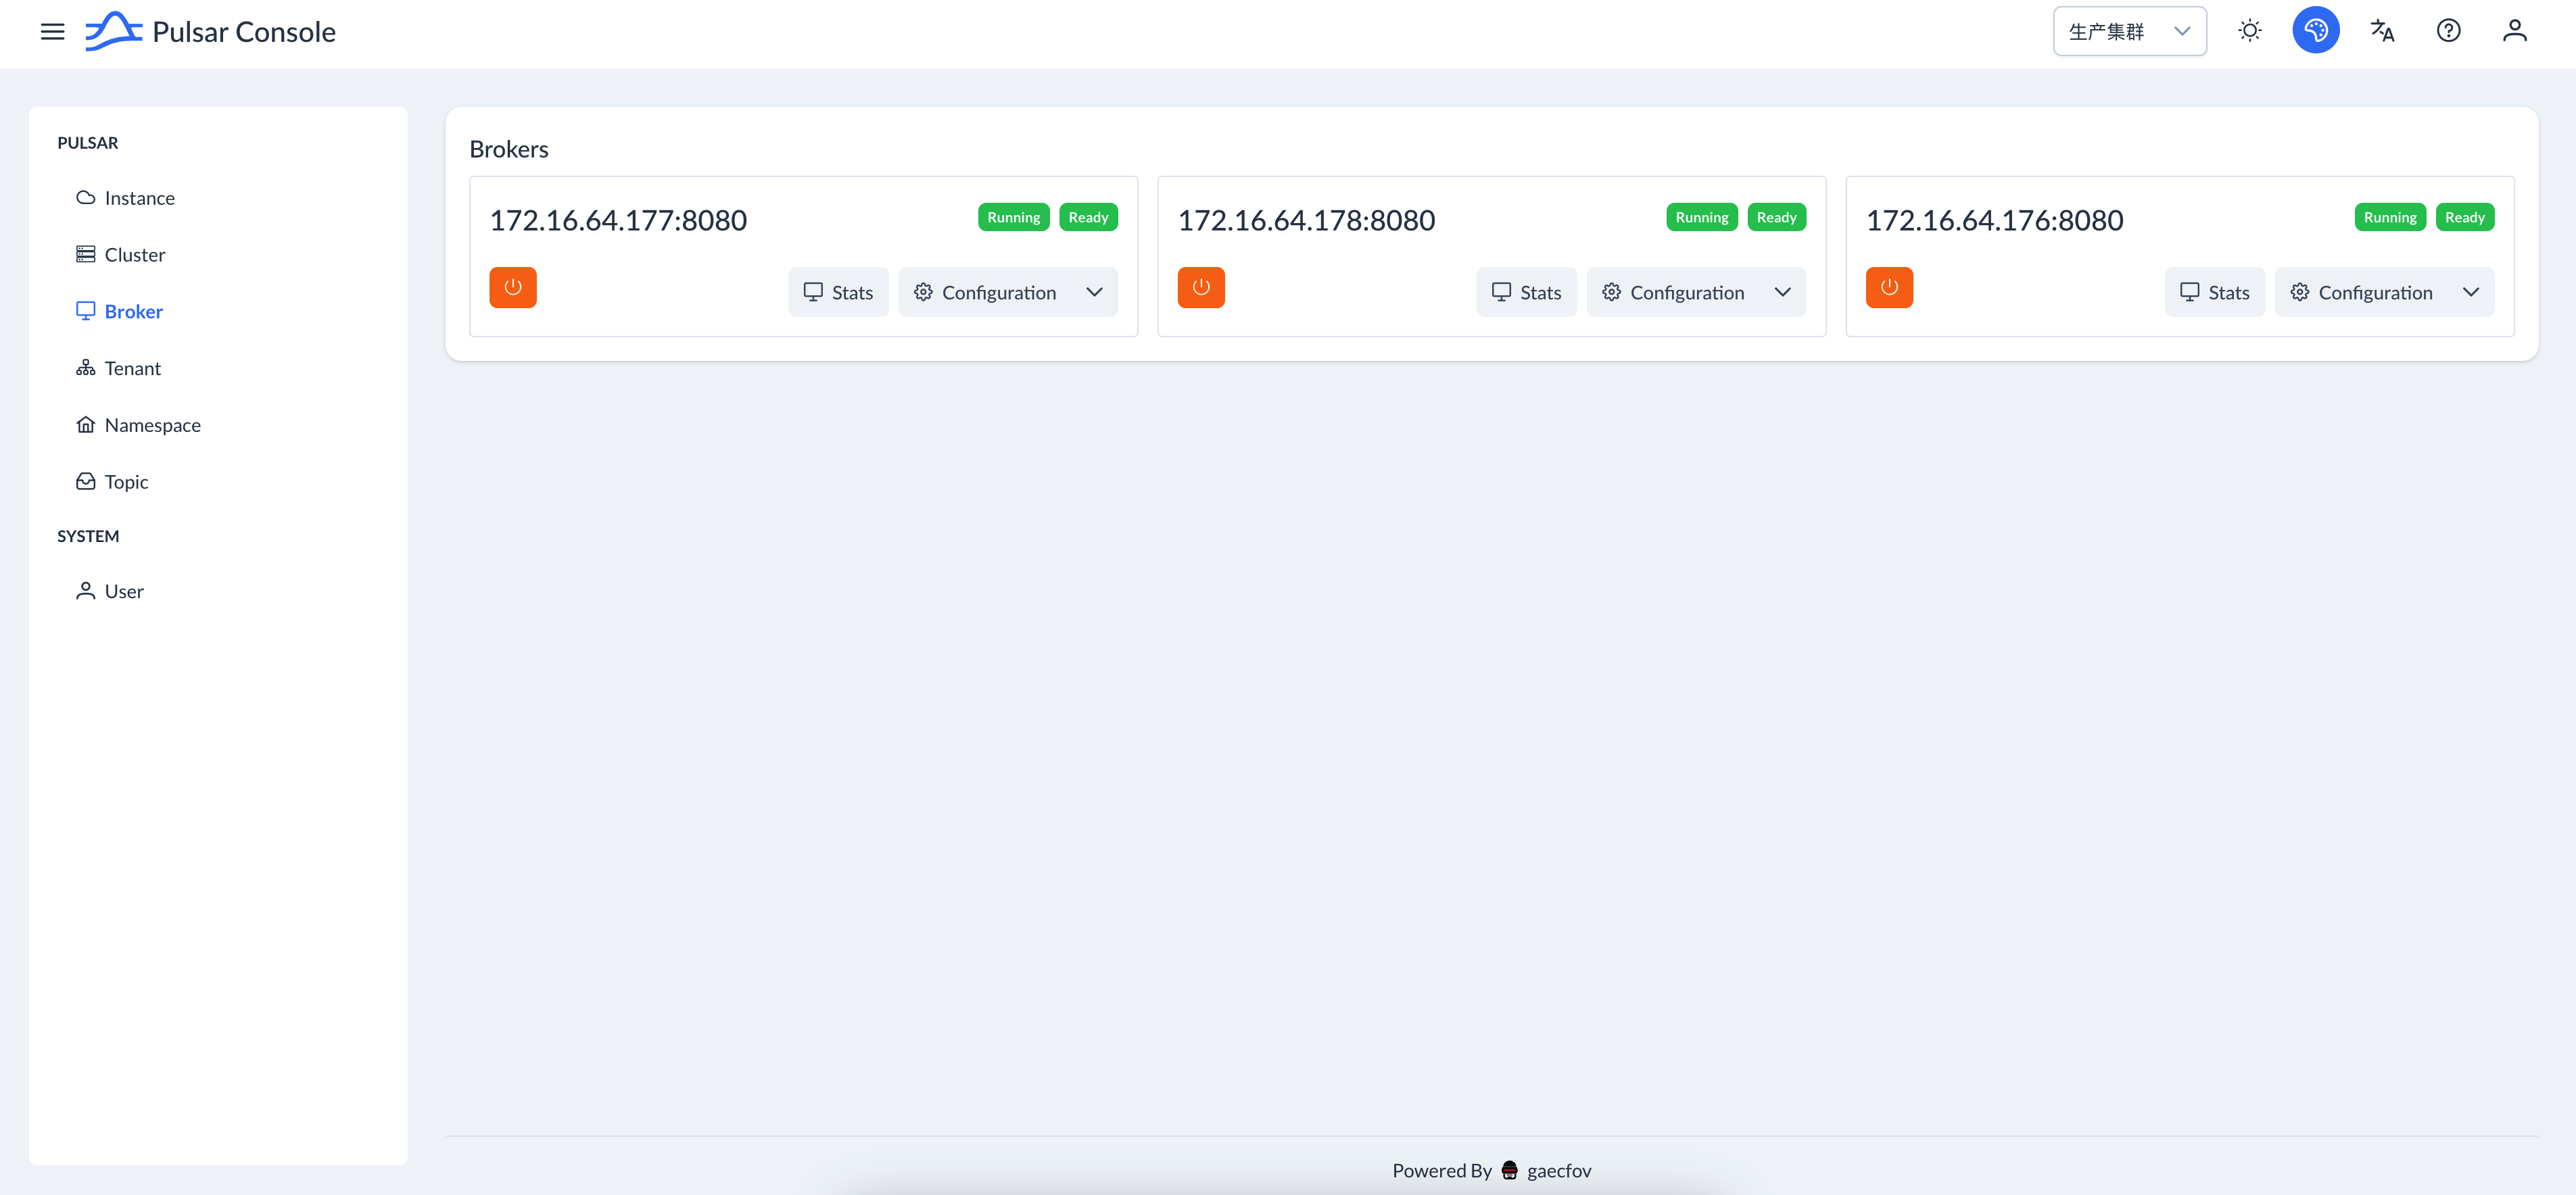 Pulsar Console
生产集群
PULSAR
Instance
Cluster
Broker
Tenant
Namespace
Topic
SYSTEM
User
Brokers
172.16.64.177:8080
Running
Ready
Stats
Configuration
172.16.64.178:8080
Running
Ready
Stats
Configuration
172.16.64.176:8080
Running
Ready
Stats
Configuration
Powered By gaecfov